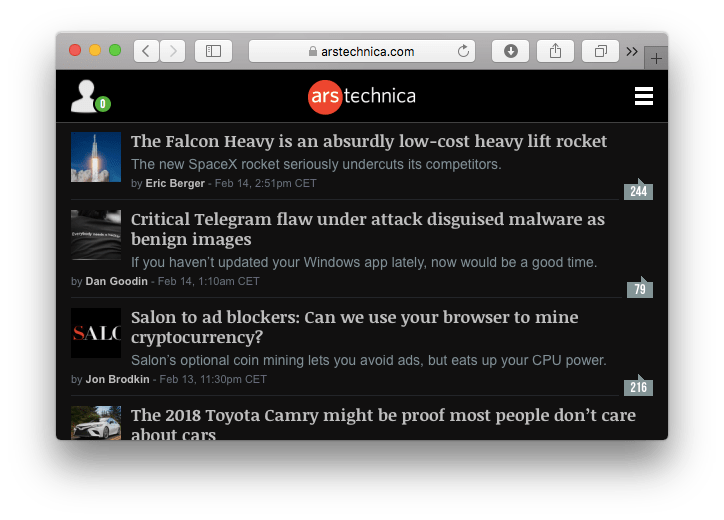 arstechnica.com
0
ars technica
The Falcon Heavy is an absurdly low-cost heavy lift rocket
The new SpaceX rocket seriously undercuts its competitors.
by Eric Berger - Feb 14, 2:51pm CET
244
Critical Telegram flaw under attack disguised malware as
benign images
If you haven’t updated your Windows app lately, now would be a good time.
by Dan Goodin - Feb 14, 1:10am CET
79
SALO
Salon to ad blockers: Can we use your browser to mine
cryptocurrency?
Salon’s optional coin mining lets you avoid ads, but eats up your CPU power.
by Jon Brodkin - Feb 13, 11:30pm CET
216
The 2018 Toyota Camry might be proof most people don’t care
about cars